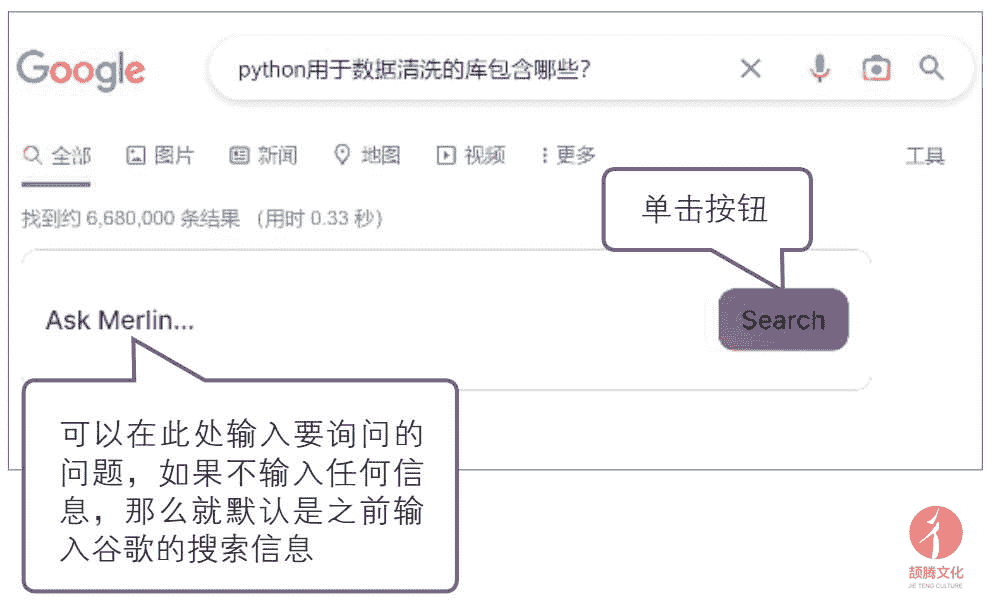 Google
python用于数据清洗的库包含哪些?
全部 图片 新闻 地图 视频 更多 工具
找到约 6,680,000 条结果 （用时 0.33 秒）
单击按钮
Ask Merlin... Search
可以在此处输入要询问的
问题，如果不输入任何信
息，那么就默认是之前输
入谷歌的搜索信息
颉腾文化
JIE TENG CULTURE